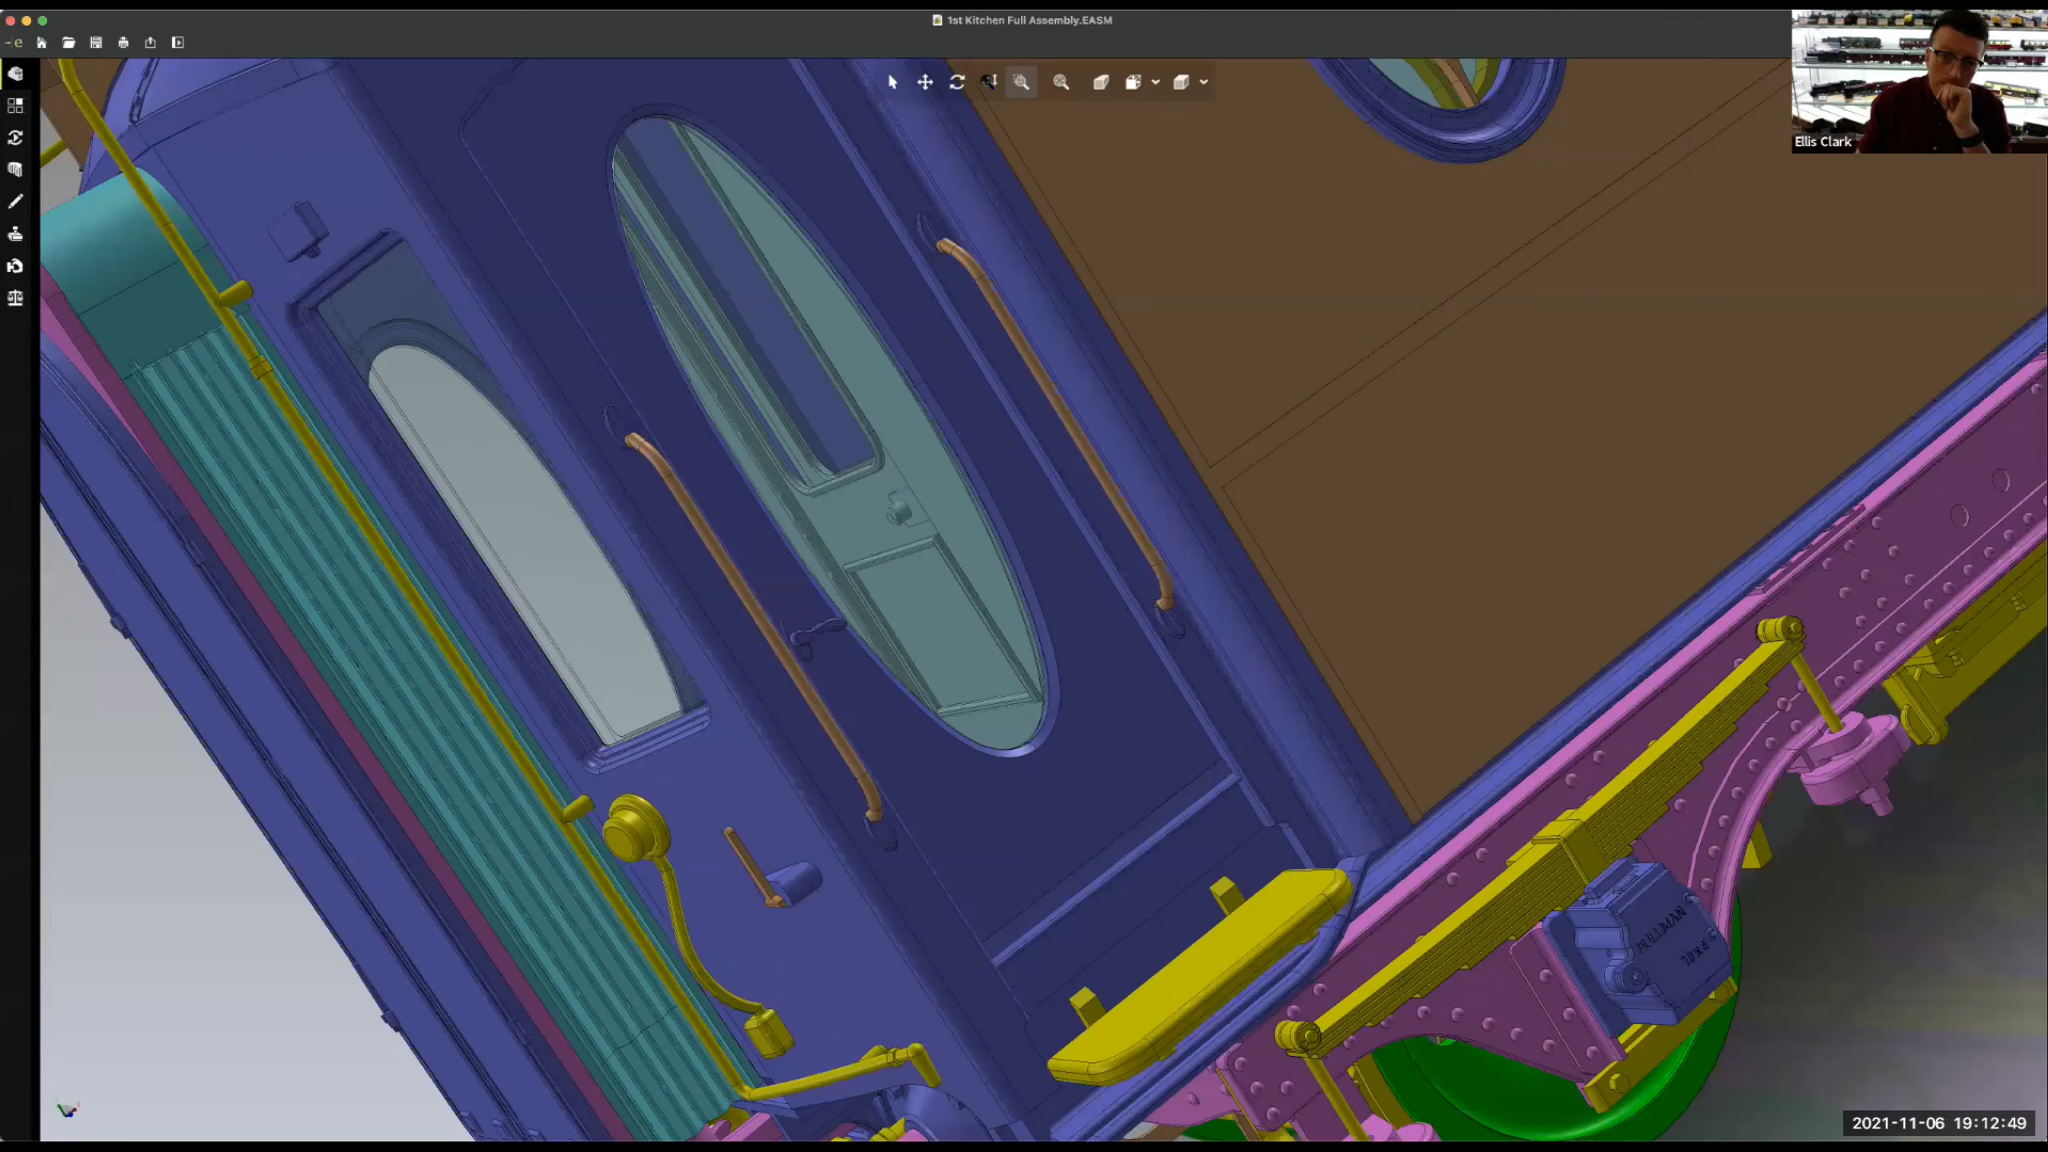 1st Kitchen Full Assembly.EASM
Ellis Clark
PULLMAN
2021-11-06 19:12:49